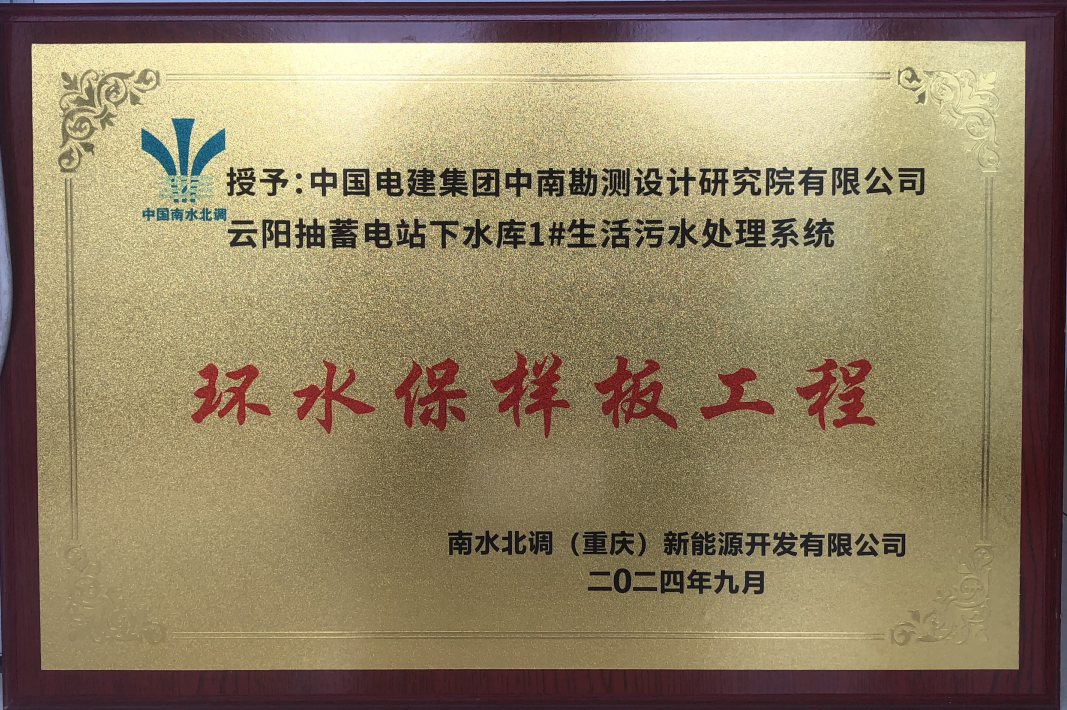 中国南水北调
授予：中国电建集团中南勘测设计研究院有限公司
云阳抽蓄电站下水库1#生活污水处理系统
环水保样板工程
南水北调（重庆）新能源开发有限公司
二0二四年九月